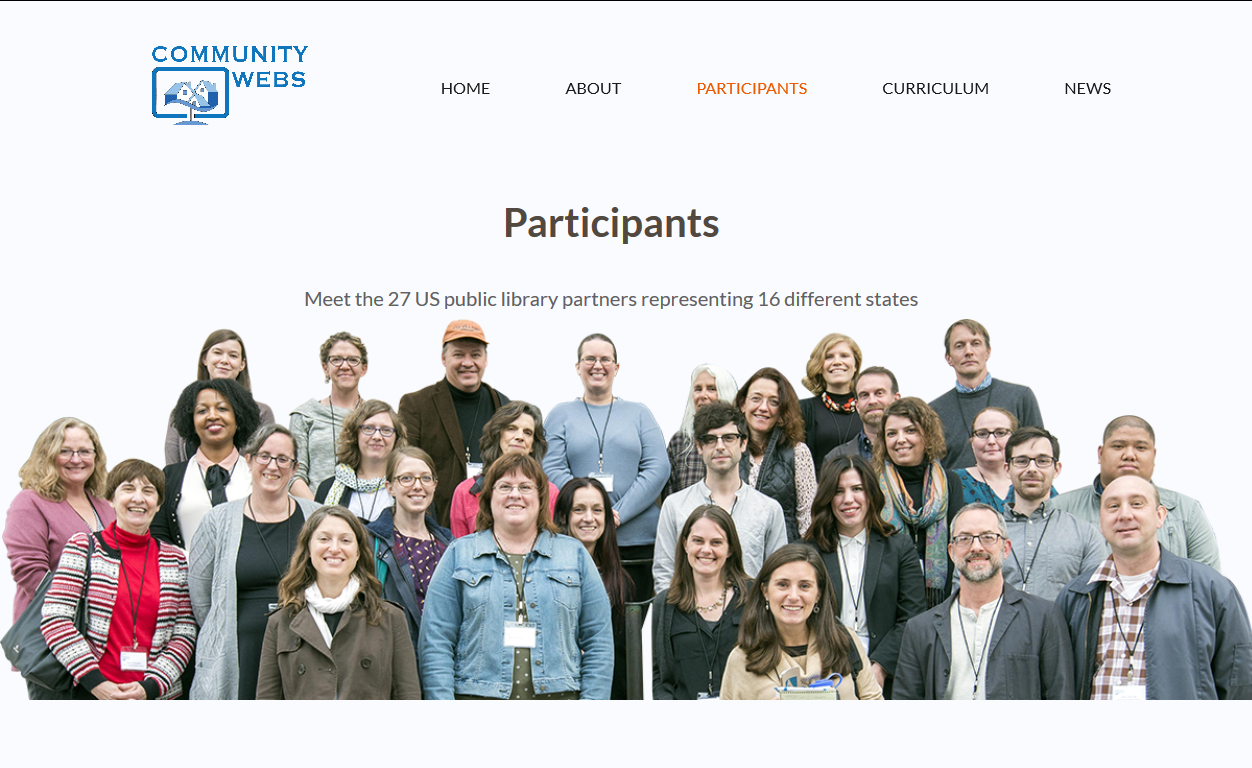 COMMUNITY
WEBS
HOME ABOUT PARTICIPANTS CURRICULUM NEWS
Participants
Meet the 27 US public library partners representing 16 different states